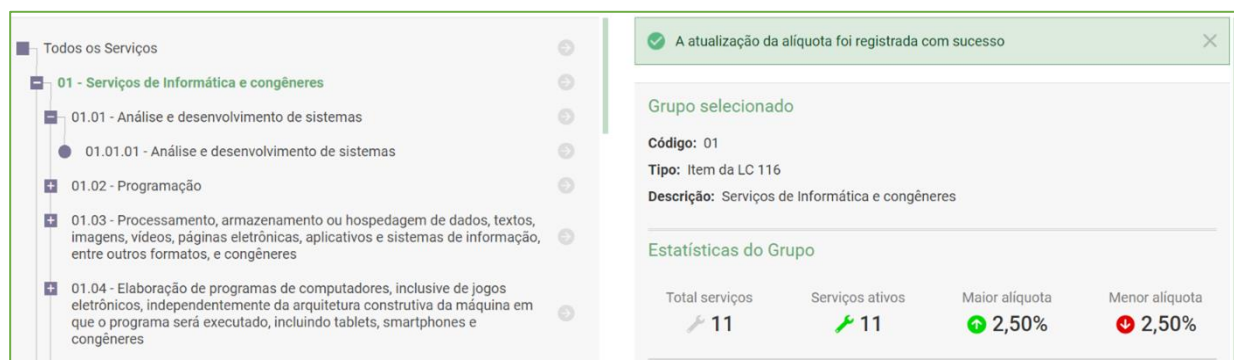 Todos os Serviços
01 - Serviços de Informática e congêneres
01.01 - Análise e desenvolvimento de sistemas
01.01.01 - Análise e desenvolvimento de sistemas
01.02 - Programação
01.03 - Processamento, armazenamento ou hospedagem de dados, textos,
imagens, vídeos, páginas eletrônicas, aplicativos e sistemas de informação,
entre outros formatos, e congêneres
01.04 - Elaboração de programas de computadores, inclusive de jogos
eletrônicos, independentemente da arquitetura construtiva da máquina em
que o programa será executado, incluindo tablets, smartphones e
congêneres
A atualização da alíquota foi registrada com sucesso
Grupo selecionado
Código: 01
Tipo: Item da LC 116
Descrição: Serviços de Informática e congêneres
Estatísticas do Grupo
Total serviços Serviços ativos Maior alíquota Menor alíquota
11 11 2,50% 2,50%